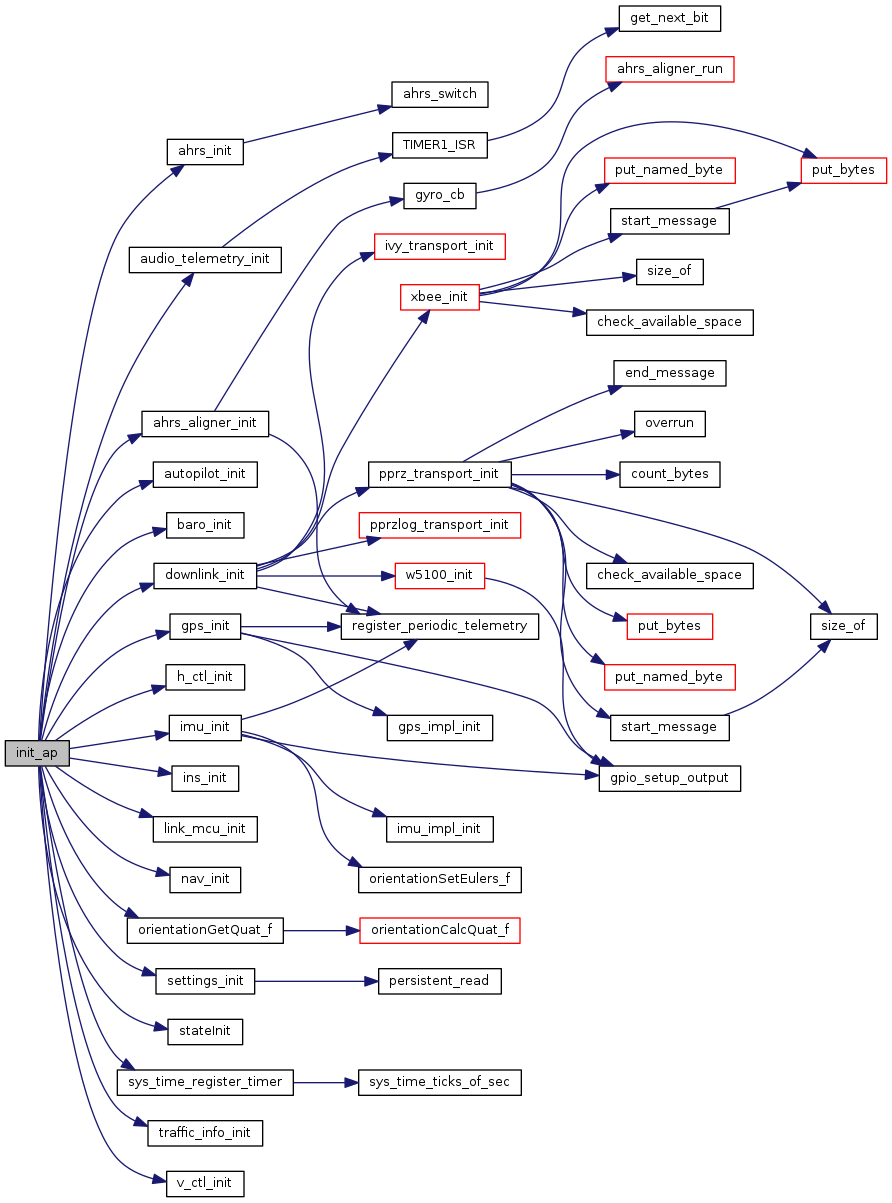 get_next_bit
ahrs_aligner_run
ahrs_switch
TIMER1_ISR
ahrs_init
put_named_byte
put_bytes
gyro_cb
start_message
ivy_transport_init
audio_telemetry_init
size_of
xbee_init
check_available_space
end_message
ahrs_aligner_init
overrun
autopilot_init
pprz_transport_init
count_bytes
baro_init
pprzlog_transport_init
downlink_init
w5100_init
check_available_space
gps_init
register_periodic_telemetry
put_bytes
size_of
h_ctl_init
put_named_byte
imu_init
gps_impl_init
start_message
init_ap
ins_init
gpio_setup_output
link_mcu_init
imu_impl_init
nav_init
orientationSetEulers_f
orientationGetQuat_f
orientationCalcQuat_f
settings_init
persistent_read
stateInit
sys_time_register_timer
sys_time_ticks_of_sec
traffic_info_init
v_ctl_init